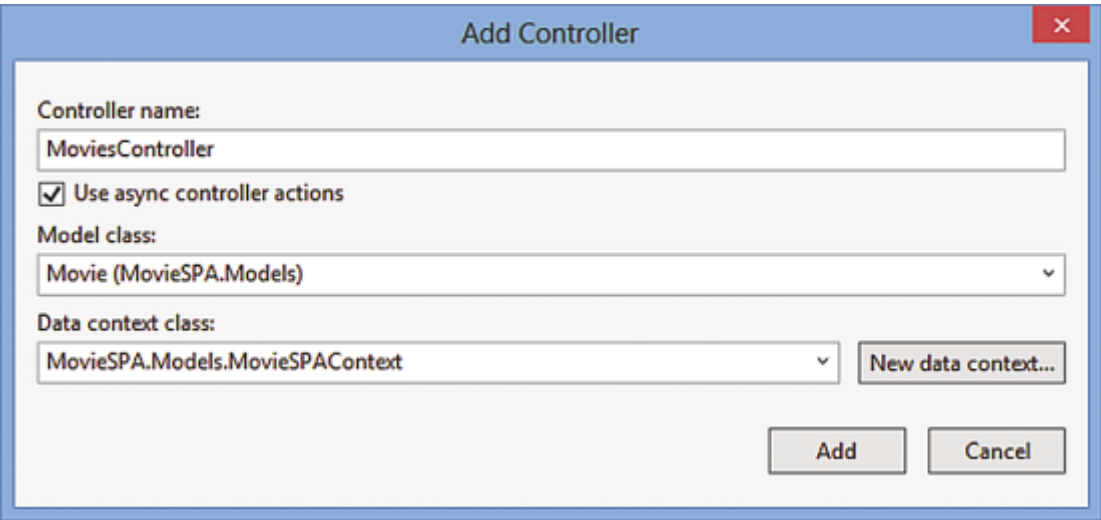 Add Controller
Controller name:
MoviesController
Use async controller actions
Model class:
Movie (MovieSPA.Models)
Data context class:
MovieSPA.Models.MovieSPAContext
New data context...
Add
Cancel